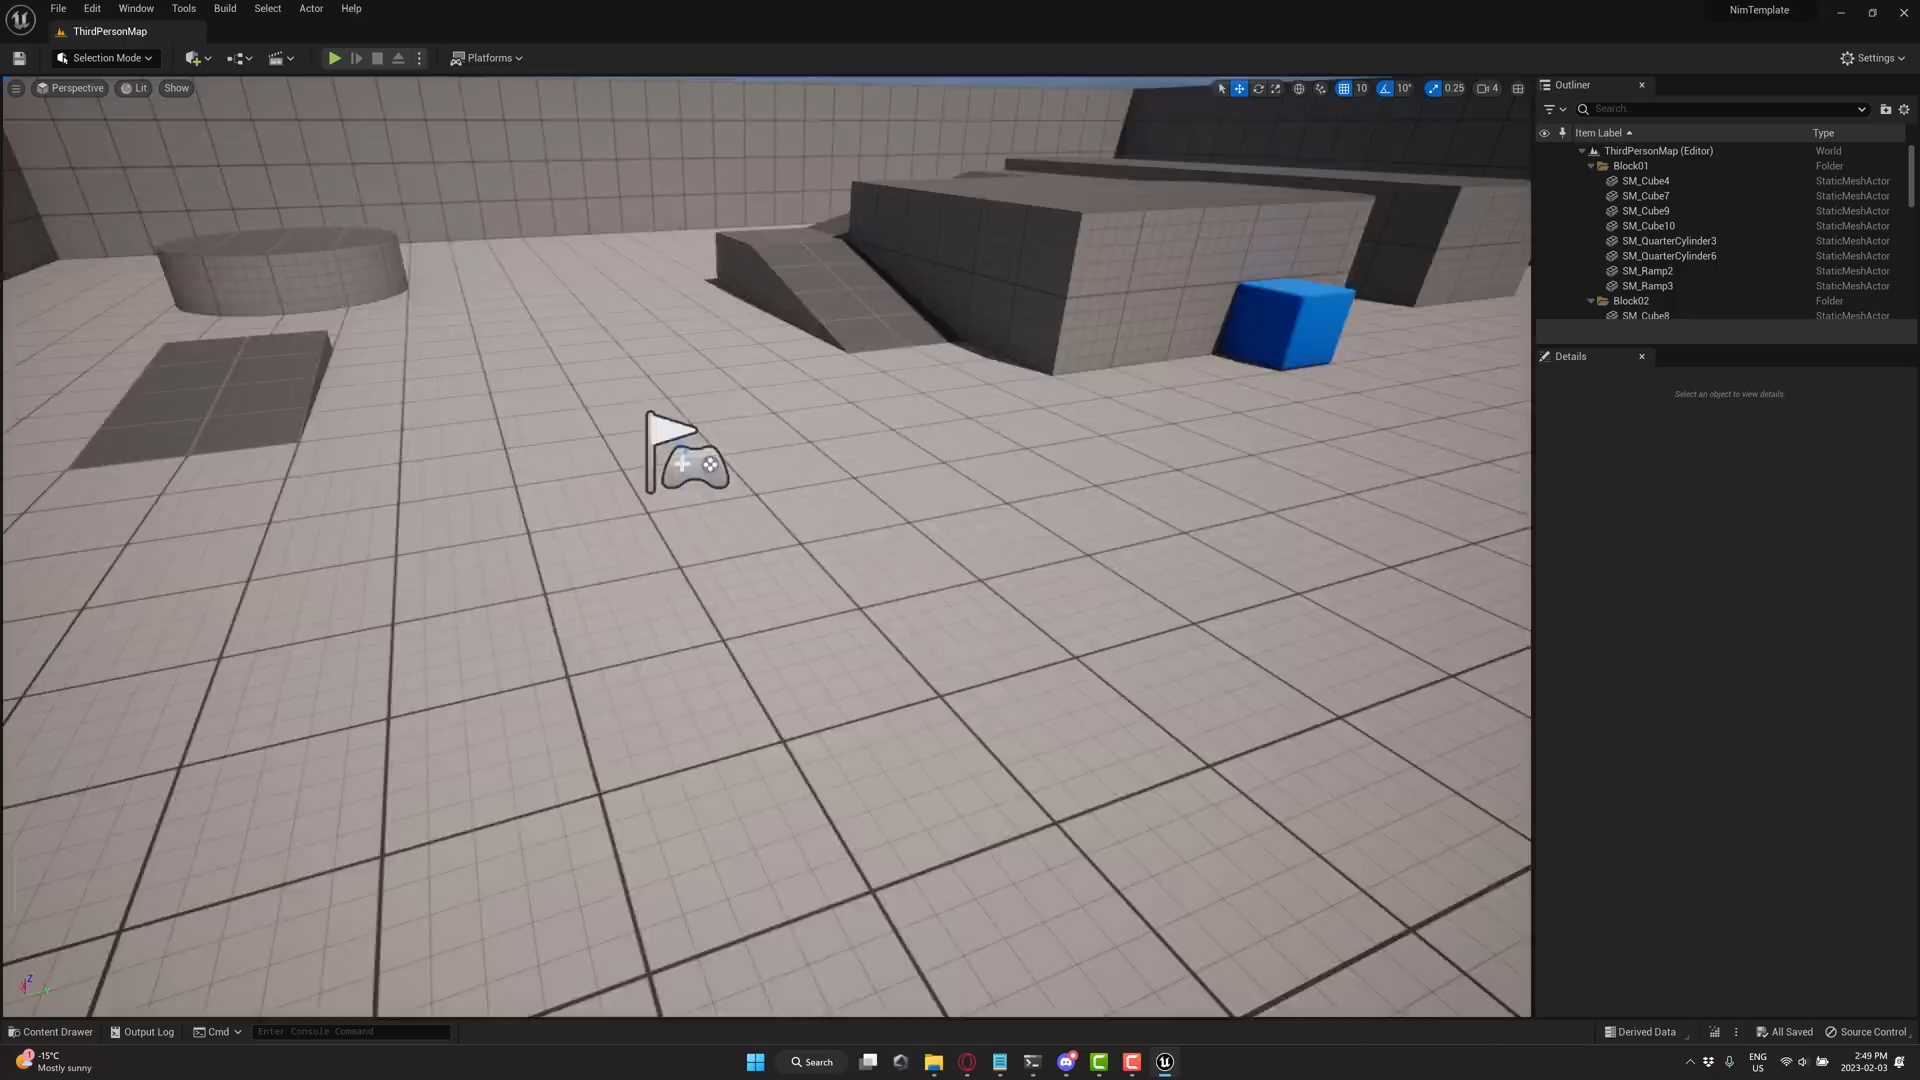 File Edit Window Tools Build Select Actor Help
NimTemplate
ThirdPersonMap
Selection Mode
Platforms
Settings
Perspective Lit Show
10 10° 0.25 4
Outliner
Search...
Item Label Type
ThirdPersonMap (Editor) World
Block01 Folder
SM_Cube4 StaticMeshActor
SM_Cube7 StaticMeshActor
SM_Cube9 StaticMeshActor
SM_Cube10 StaticMeshActor
SM_QuarterCylinder3 StaticMeshActor
SM_QuarterCylinder6 StaticMeshActor
SM_Ramp2 StaticMeshActor
SM_Ramp3 StaticMeshActor
Block02 Folder
SM_Cube8 StaticMeshActor
Details
Select an object to view details.
Z
Y
Content Drawer Output Log Cmd Enter Console Command
Derived Data All Saved Source Control
1 -15°C
Mostly sunny
Search
ENG
US
2:49 PM
2023-02-03